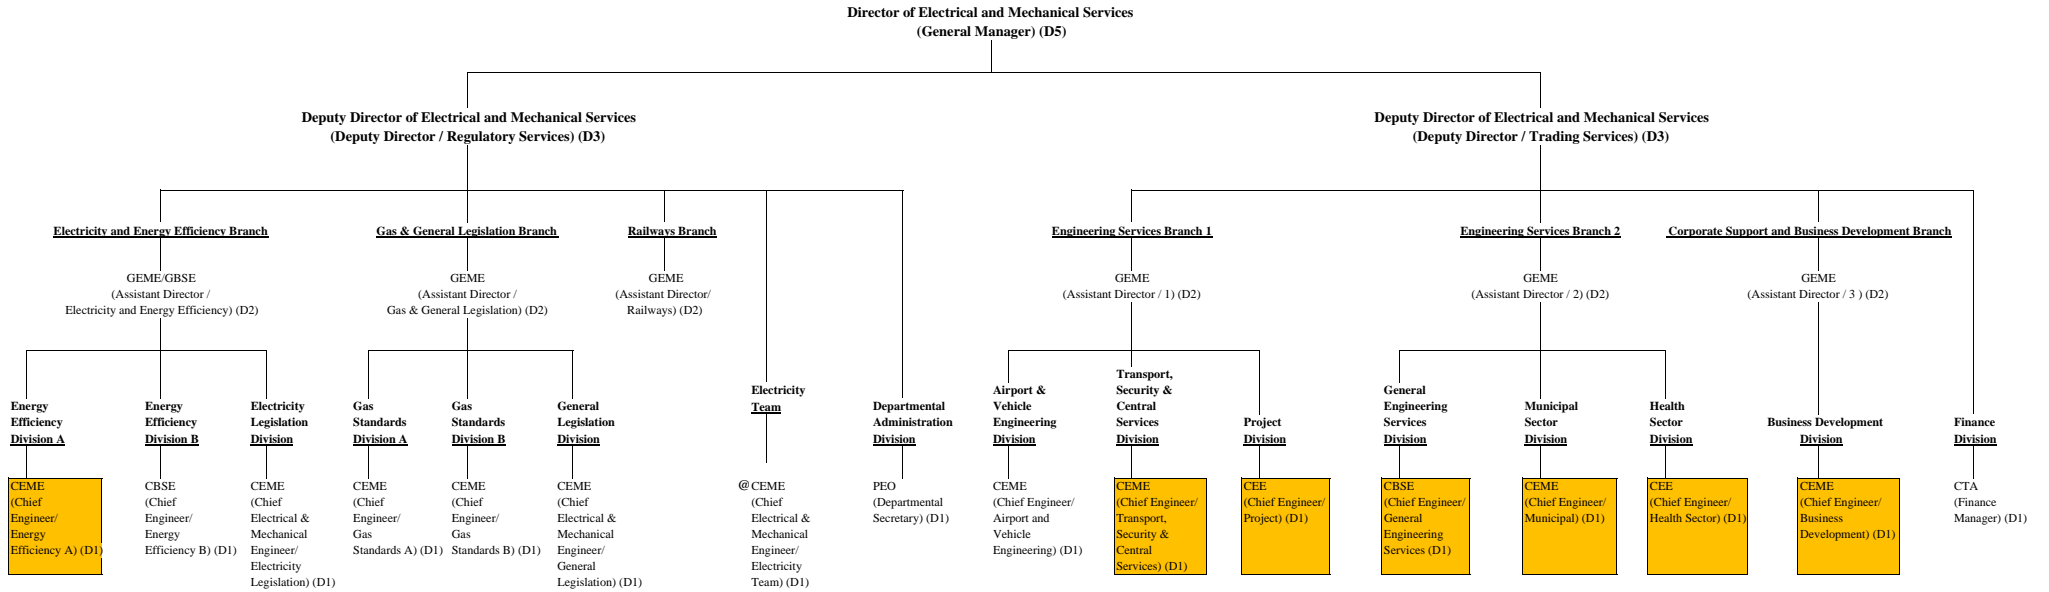 Director of Electrical and Mechanical Services
(General Manager) (D5)
Deputy Director of Electrical and Mechanical Services
(Deputy Director / Regulatory Services) (D3)
Deputy Director of Electrical and Mechanical Services
(Deputy Director / Trading Services) (D3)
Electricity and Energy Efficiency Branch
GEME/GBSE
(Assistant Director /
Electricity and Energy Efficiency) (D2)
Gas & General Legislation Branch
GEME
(Assistant Director /
Gas & General Legislation) (D2)
Railways Branch
GEME
(Assistant Director/
Railways) (D2)
Engineering Services Branch 1
GEME
(Assistant Director / 1) (D2)
Engineering Services Branch 2
GEME
(Assistant Director / 2) (D2)
Corporate Support and Business Development Branch
GEME
(Assistant Director / 3 ) (D2)
Energy
Efficiency
Division A
CEME
(Chief
Engineer/
Energy
Efficiency A) (D1)
Energy
Efficiency
Division B
CBSE
(Chief
Engineer/
Energy
Efficiency B) (D1)
Electricity
Legislation
Division
CEME
(Chief
Electrical &
Mechanical
Engineer/
Electricity
Legislation) (D1)
Gas
Standards
Division A
CEME
(Chief
Engineer/
Gas
Standards A) (D1)
Gas
Standards
Division B
CEME
(Chief
Engineer/
Gas
Standards B) (D1)
General
Legislation
Division
CEME
(Chief
Electrical &
Mechanical
Engineer/
General
Legislation) (D1)
Electricity
Team
@CEME
(Chief
Electrical &
Mechanical
Engineer/
Electricity
Team) (D1)
Departmental
Administration
Division
PEO
(Departmental
Secretary) (D1)
Airport &
Vehicle
Engineering
Division
CEME
(Chief Engineer/
Airport and
Vehicle
Engineering) (D1)
Transport,
Security &
Central
Services
Division
CEME
(Chief Engineer/
Transport,
Security &
Central
Services) (D1)
Project
Division
CEE
(Chief Engineer/
Project) (D1)
General
Engineering
Services
Division
CBSE
(Chief Engineer/
General
Engineering
Services (D1)
Municipal
Sector
Division
CEME
(Chief Engineer/
Municipal) (D1)
Health
Sector
Division
CEE
(Chief Engineer/
Health Sector) (D1)
Business Development
Division
CEME
(Chief Engineer/
Business
Development) (D1)
Finance
Division
CTA
(Finance
Manager) (D1)